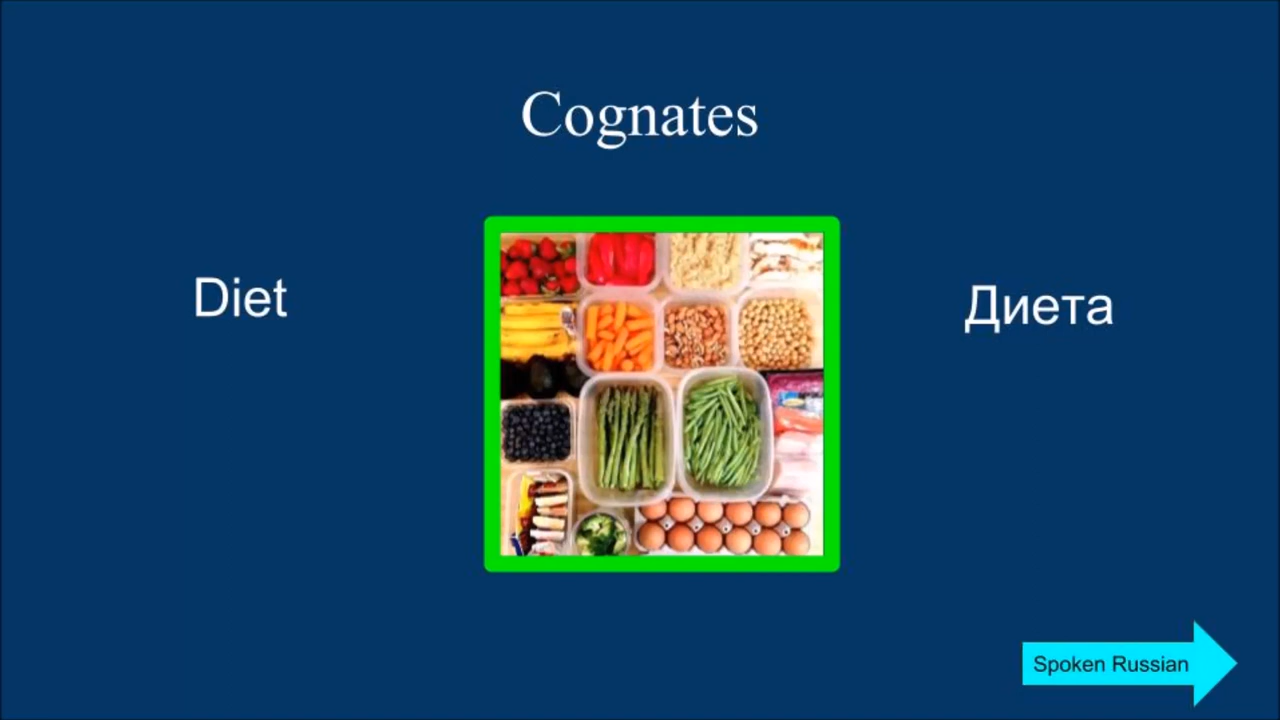 Cognates
Diet
Диета
Spoken Russian